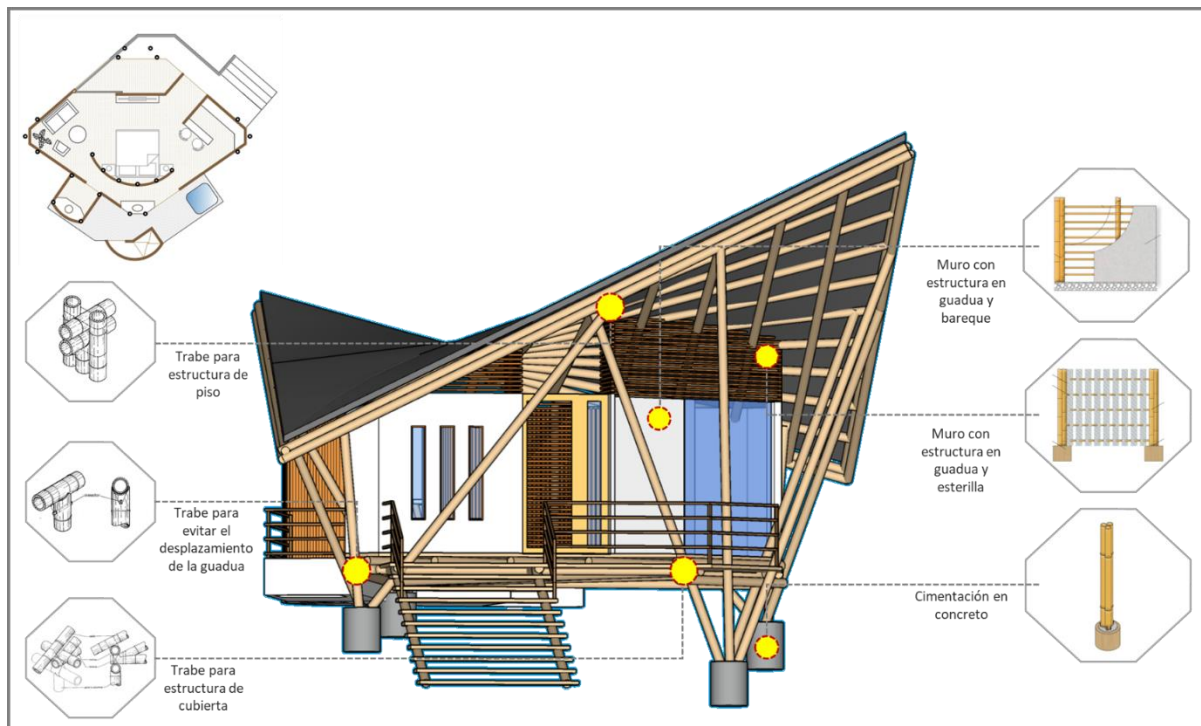 Trabe para
estructura de
piso
Trabe para
evitar el
desplazamiento
de la guadua
Trabe para
estructura de
cubierta
Muro con
estructura en
guadua y
bareque
Muro con
estructura en
guadua y
esterilla
Cimentación en
concreto